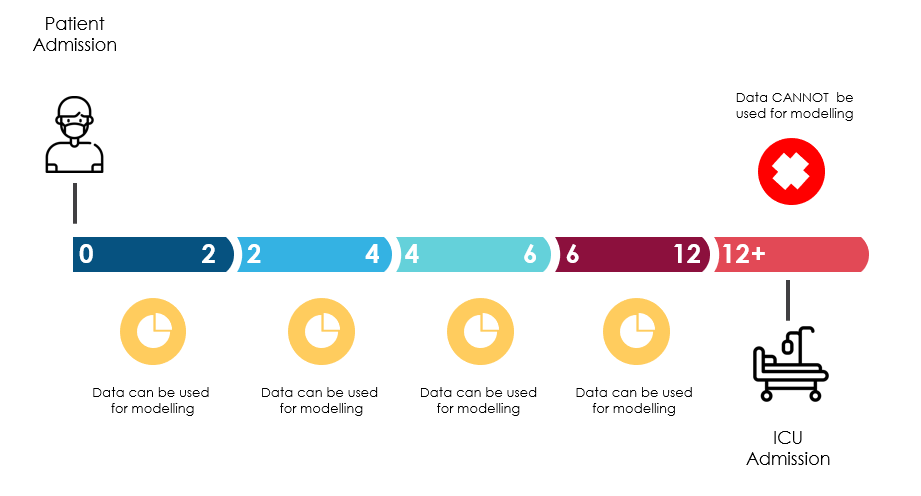 Patient
Admission
Data CANNOT be
used for modelling
0 2 2 4 4 6 6 12 12+
Data can be used
for modelling
Data can be used
for modelling
Data can be used
for modelling
Data can be used
for modelling
ICU
Admission